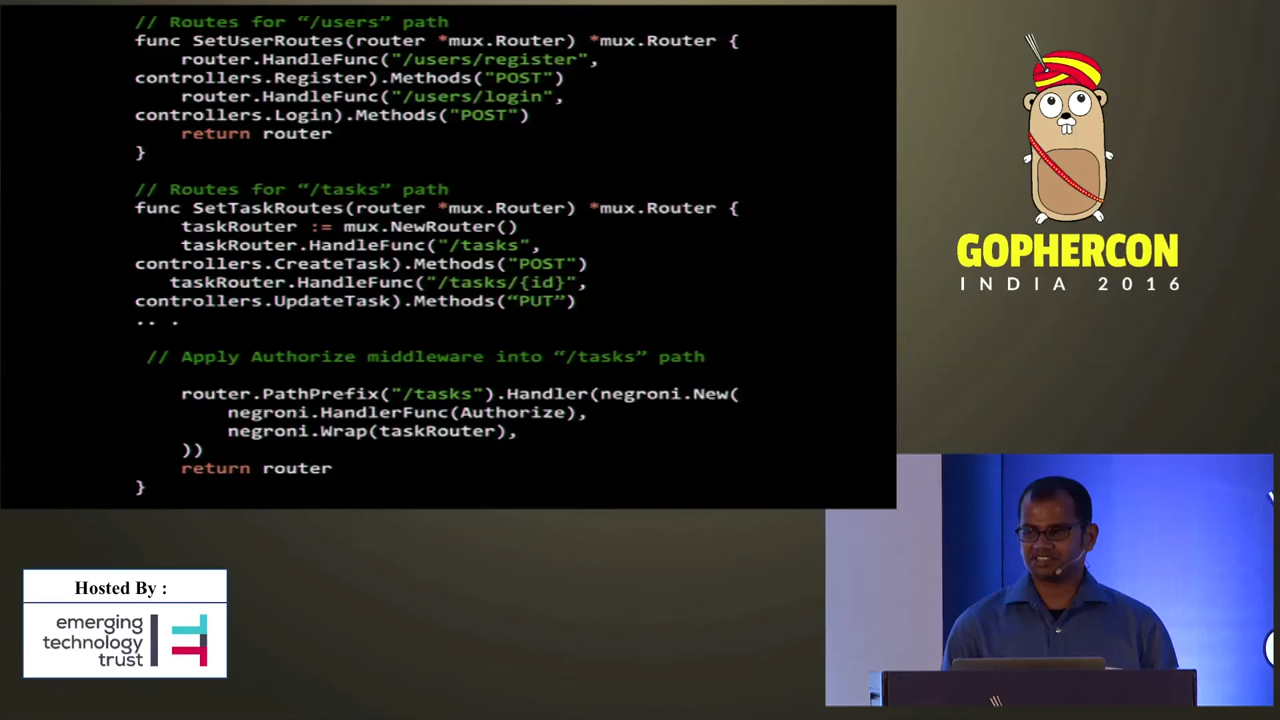 // Routes for “/users” path
func SetUserRoutes(router *mux.Router) *mux.Router {
router.HandleFunc("/users/register",
controllers.Register).Methods("POST")
router.HandleFunc("/users/login",
controllers.Login).Methods("POST")
return router
}
// Routes for “/tasks” path
func SetTaskRoutes(router *mux.Router) *mux.Router {
taskRouter := mux.NewRouter()
taskRouter.HandleFunc("/tasks",
controllers.CreateTask).Methods("POST")
taskRouter.HandleFunc("/tasks/{id}",
controllers.UpdateTask).Methods(“PUT”)
.. .
// Apply Authorize middleware into “/tasks” path
router.PathPrefix("/tasks").Handler(negroni.New(
negroni.HandlerFunc(Authorize),
negroni.Wrap(taskRouter),
))
return router
}
GOPHERCON
INDIA 2016
Hosted By :
emerging
technology
trust